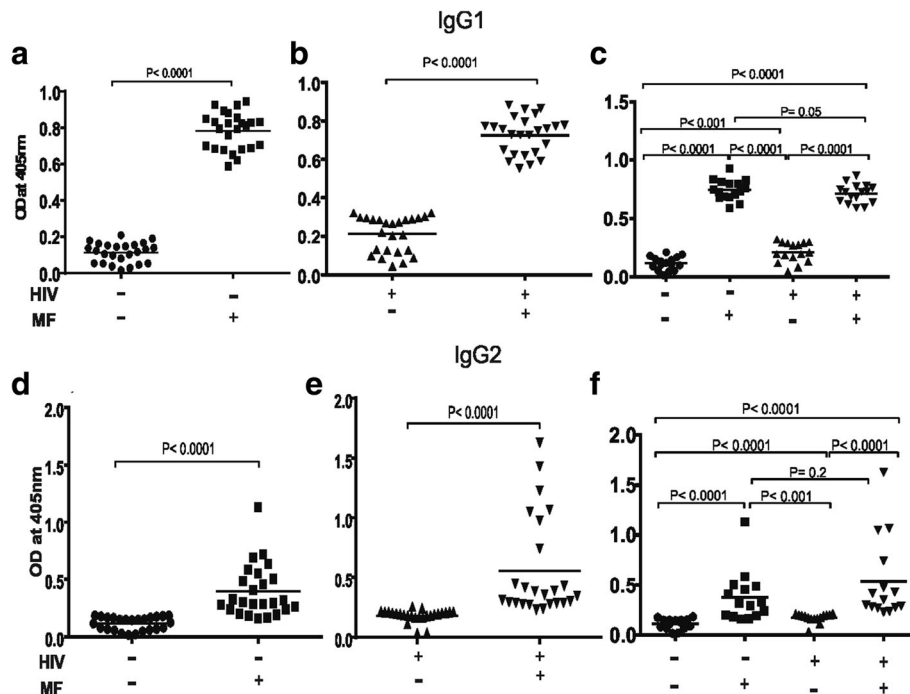 IgG1
a
b
c
P< 0.0001
P< 0.0001
P< 0.0001
P= 0.05
P< 0.001
P< 0.0001 P< 0.0001 P< 0.0001
OD at 405nm
1.0
0.8
0.6
0.4
0.2
0.0
1.0
0.8
0.6
0.4
0.2
0.0
1.5
1.0
0.5
0.0
HIV - - + + - - + +
MF - + - + - + - +
IgG2
d
e
f
P< 0.0001
P< 0.0001
P< 0.0001
P< 0.0001 P< 0.0001
P= 0.2
P< 0.0001 P< 0.001
OD at 405nm
2.0
1.5
1.0
0.5
0.0
2.0
1.5
1.0
0.5
0.0
2.0
1.5
1.0
0.5
0.0
HIV - - + + - - + +
MF - + - + - + - +